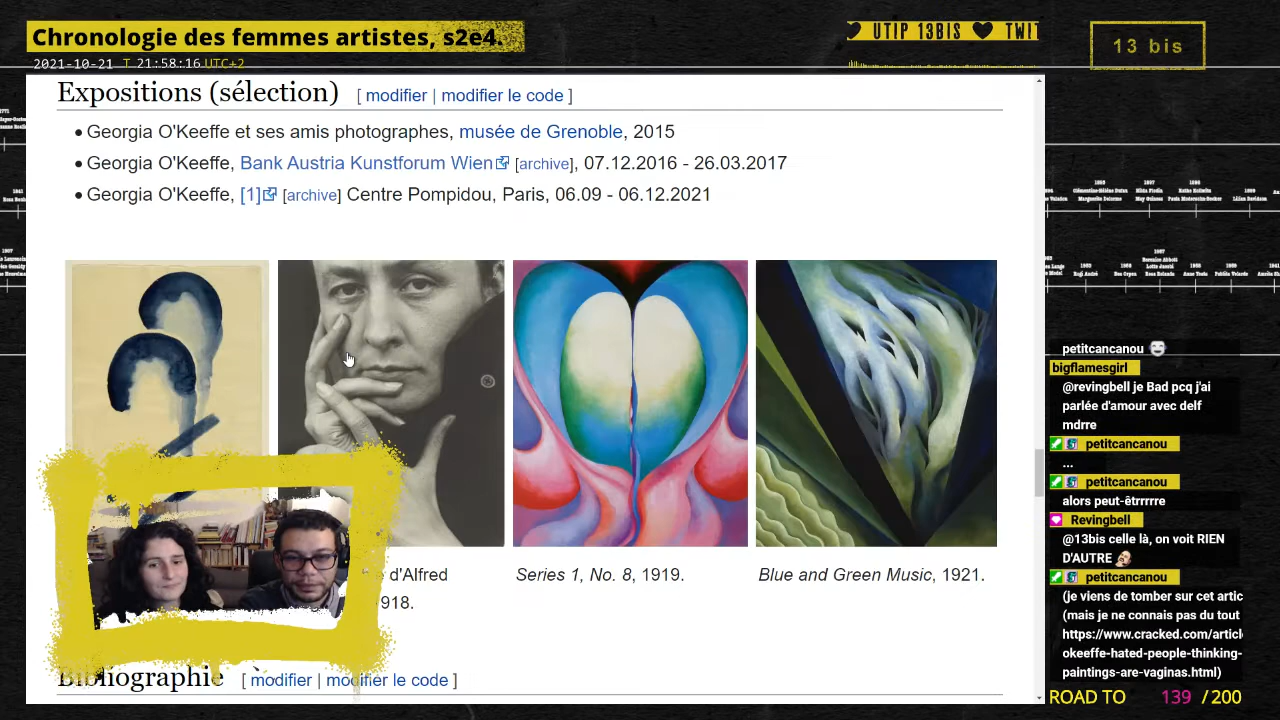 Chronologie des femmes artistes, s2e4.
2021-10-21 T 21:58:16 UTC+2
UTIP 13BIS TWI
13 bis
Expositions (sélection) [ modifier | modifier le code ]
• Georgia O'Keeffe et ses amis photographes, musée de Grenoble, 2015
• Georgia O'Keeffe, Bank Austria Kunstforum Wien [archive], 07.12.2016 - 26.03.2017
• Georgia O'Keeffe, [1] [archive] Centre Pompidou, Paris, 06.09 - 06.12.2021
d'Alfred
918.
Series 1, No. 8, 1919.
Blue and Green Music, 1921.
Bibliographie [ modifier | modifier le code ]
petitcancanou
bigflamesgirl
@revingbell je Bad pcq j'ai
parlée d'amour avec delf
mdrre
petitcancanou
...
petitcancanou
alors peut-êtrrrrre
Revingbell
@13bis celle là, on voit RIEN
D'AUTRE
petitcancanou
(je viens de tomber sur cet artic
(mais je ne connais pas du tout
https://www.cracked.com/articl
okeeffe-hated-people-thinking-
paintings-are-vaginas.html)
ROAD TO 139 / 200